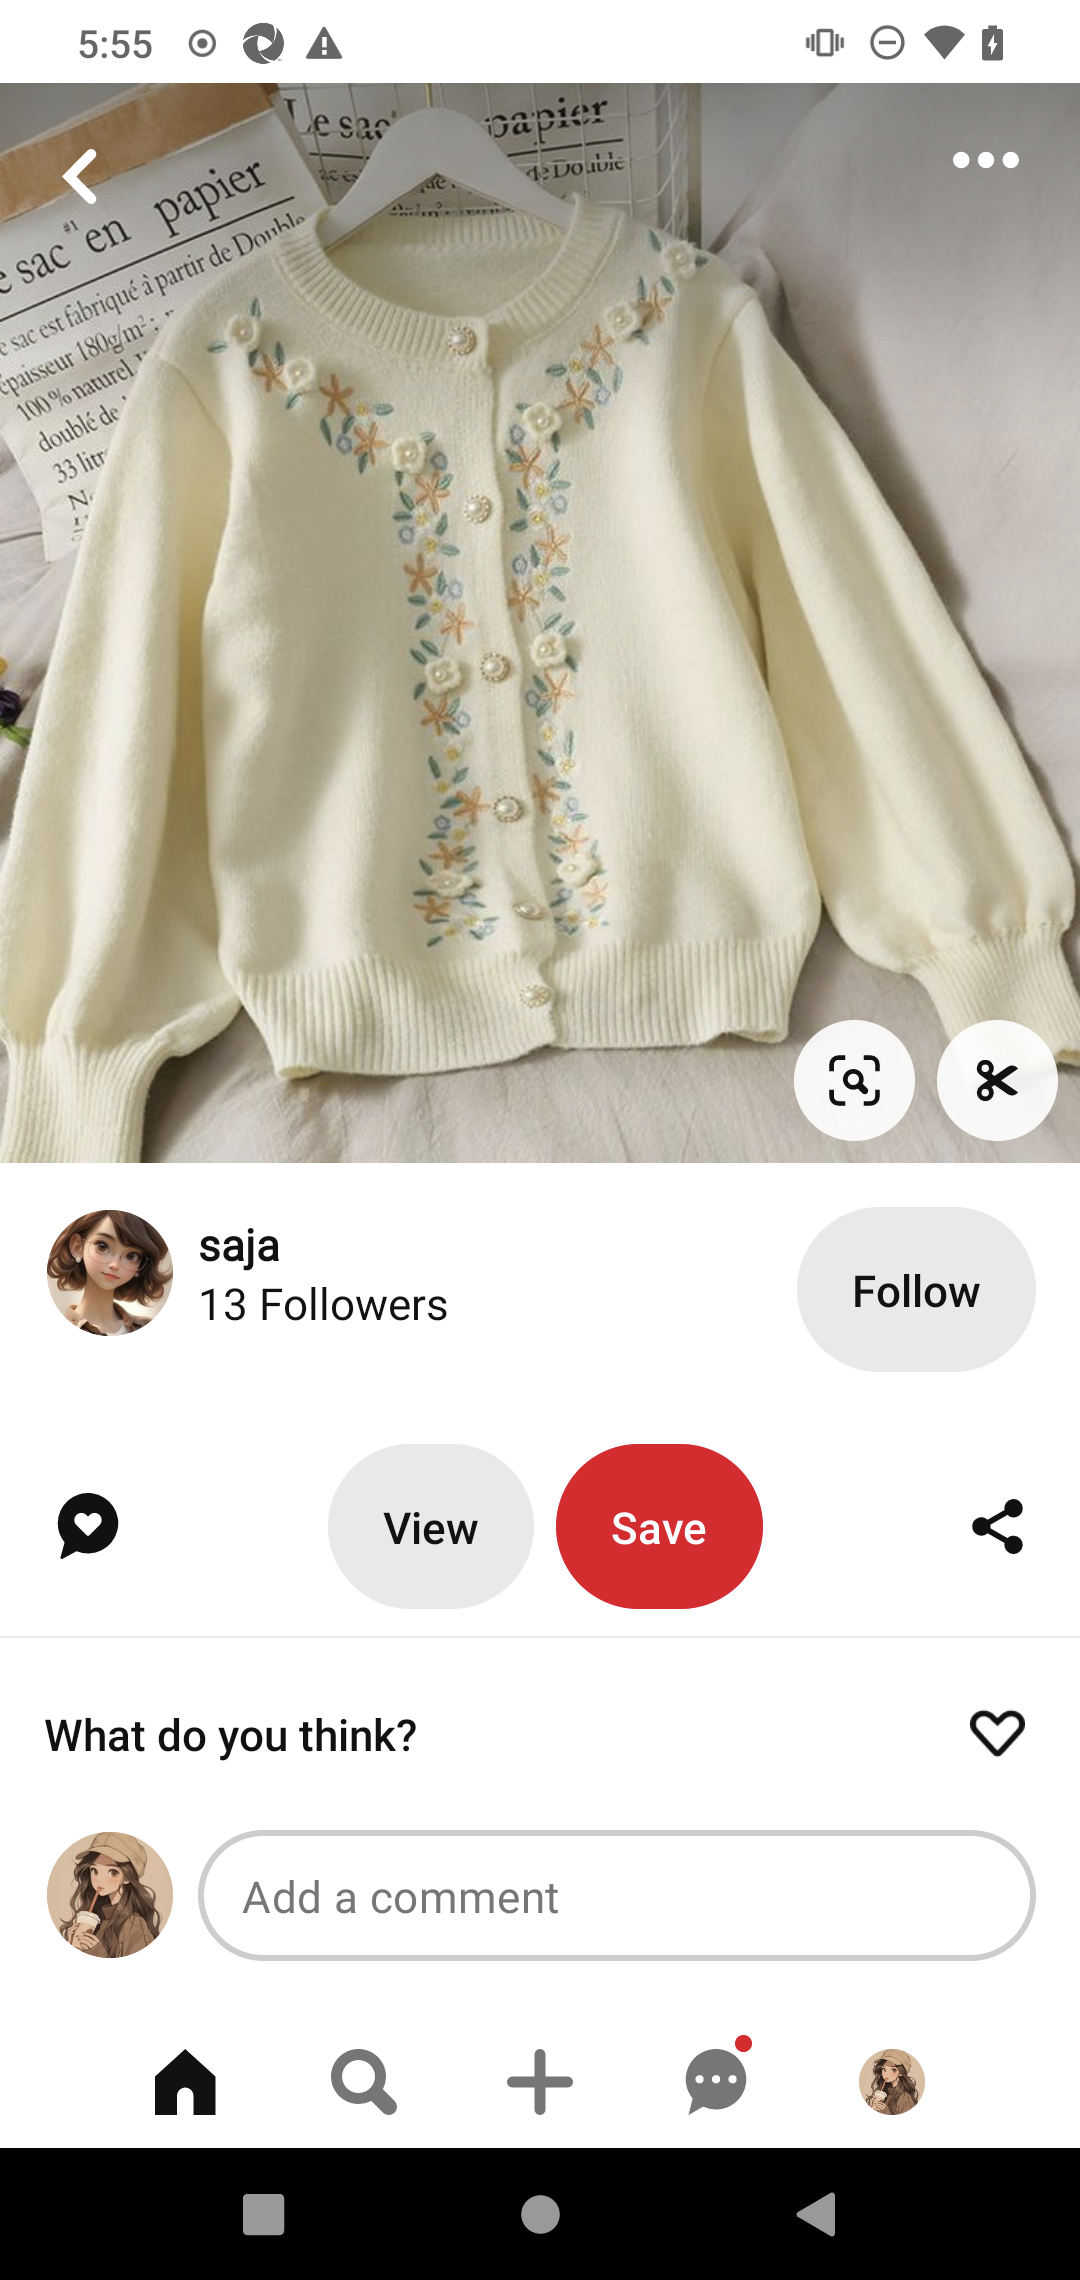 5:55
Le sac papier
de Double
#1
sac en papier
sac est fabriqué à partir de Double
épaisseur 180g/m²
100% naturel
doublé de
33
saja
13 Followers
Follow
View
Save
What do you think?
Add a comment